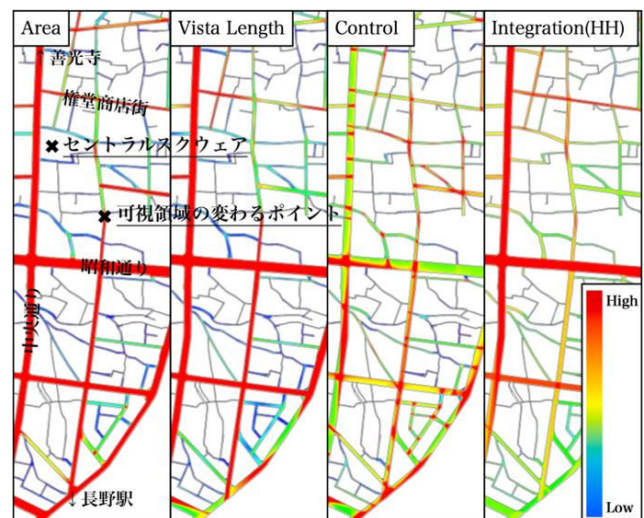 Area
Vista Length
Control
Integration(HH)
↑善光寺
権堂商店街
✖セントラルスクウェア
✖可視領域の変わるポイント
昭和通り
中央通り
High
Low
↓長野駅